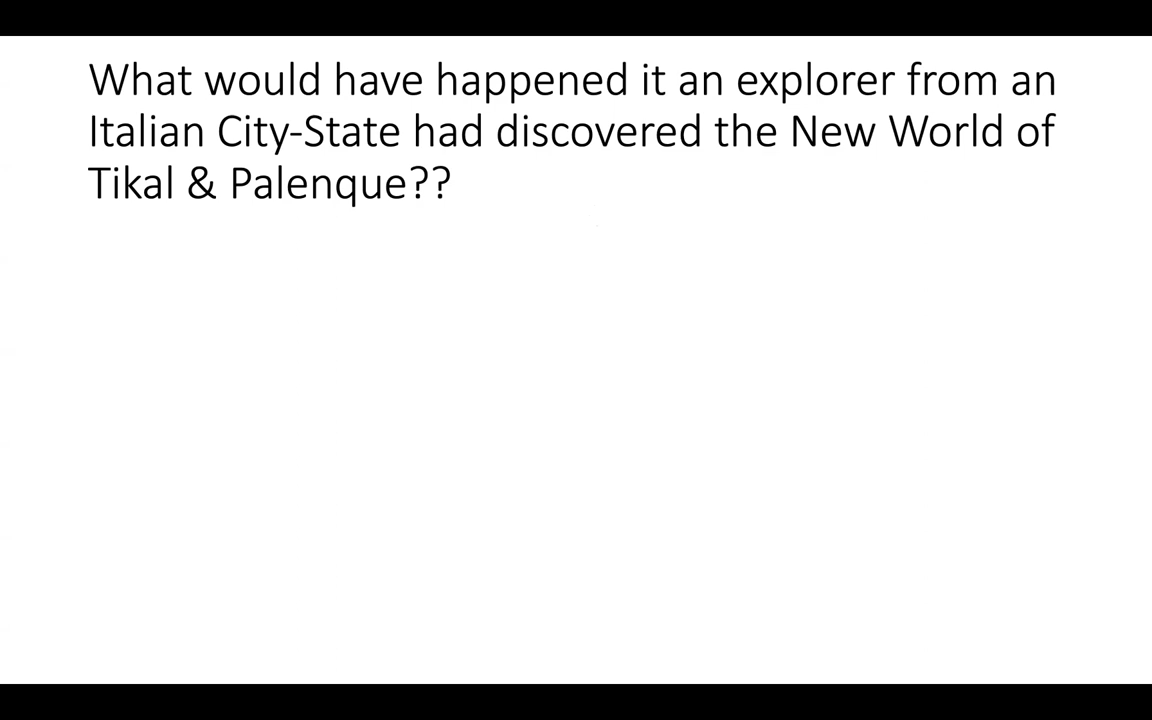 What would have happened it an explorer from an
Italian City-State had discovered the New World of
Tikal & Palenque??